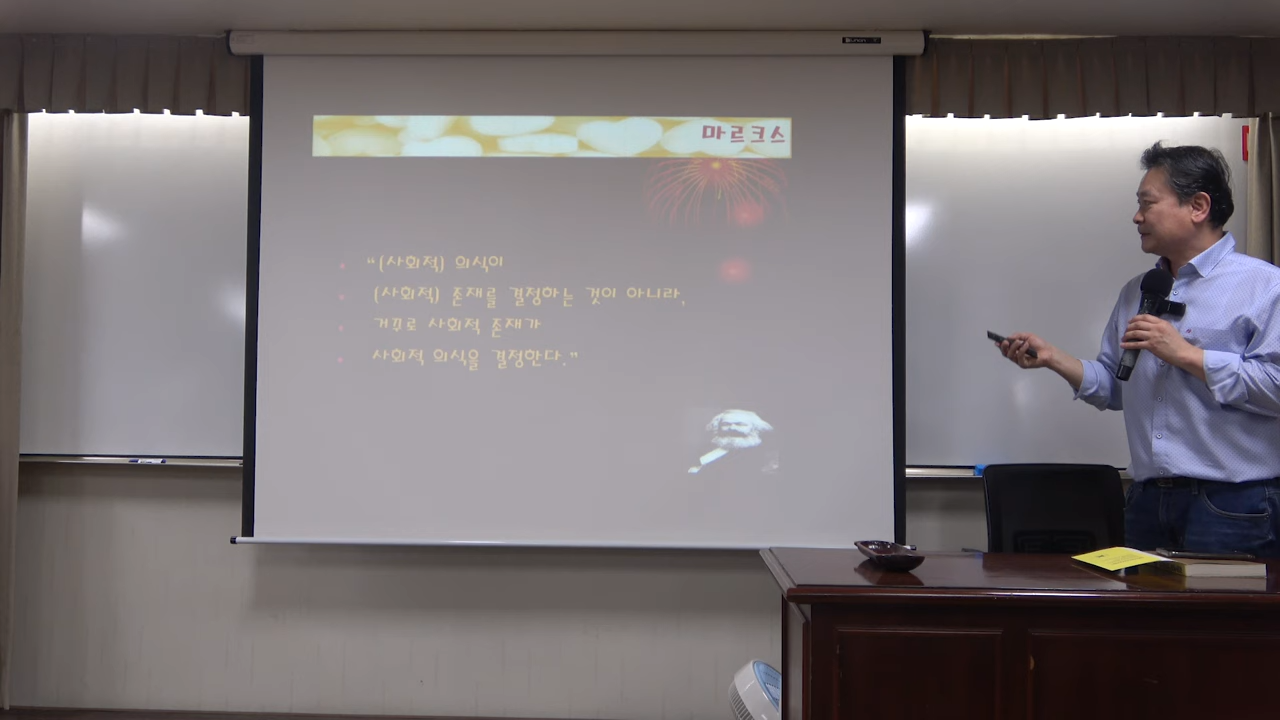 마르크스
“(사회적) 의식이
(사회적) 존재를 결정하는 것이 아니라,
거꾸로 사회적 존재가
사회적 의식을 결정한다.”